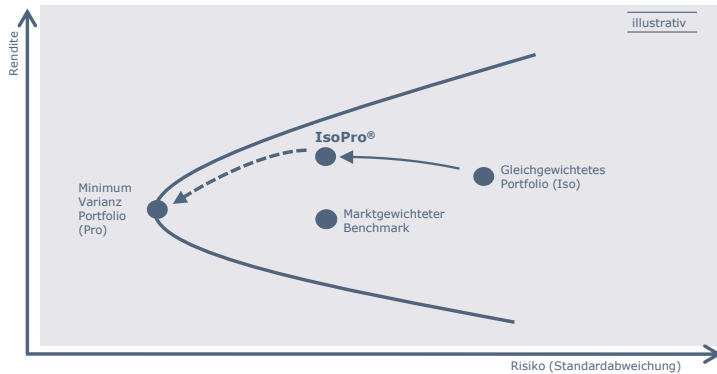 illustrativ
Rendite
IsoPro®
Gleichgewichtetes
Portfolio (Iso)
Minimum
Varianz
Portfolio
(Pro)
Marktgewichteter
Benchmark
Risiko (Standardabweichung)